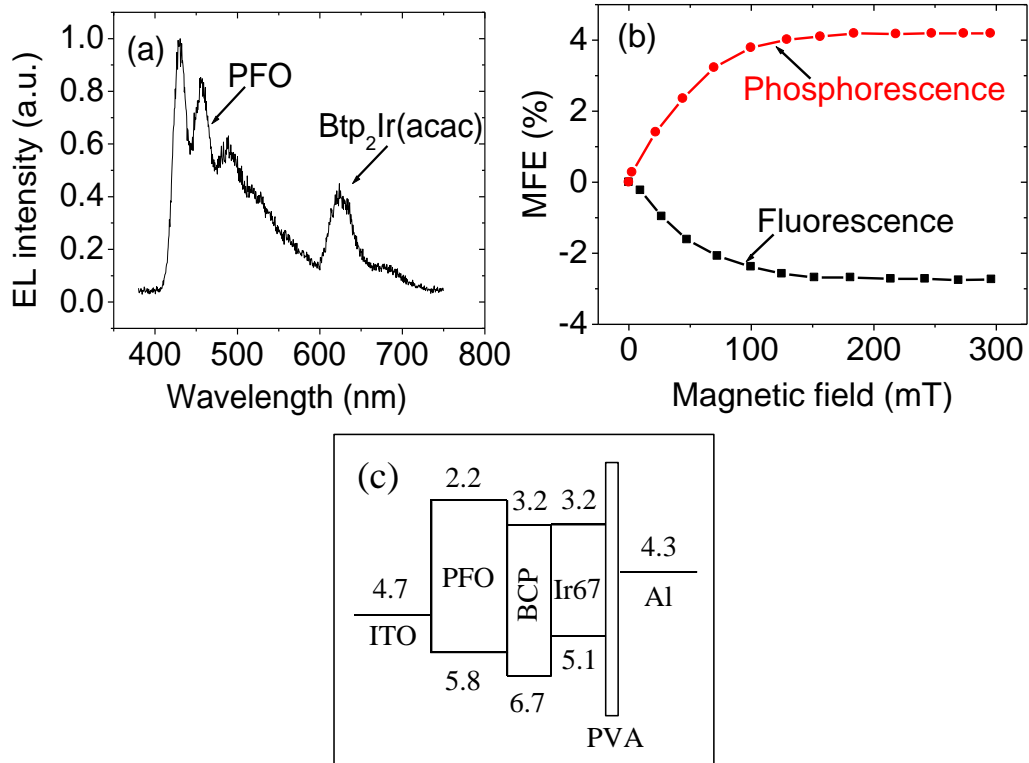 (a)
PFO
Btp2Ir(acac)
EL intensity (a.u.)
1.0
0.8
0.6
0.4
0.2
0.0
400 500 600 700 800
Wavelength (nm)
(b)
Phosphorescence
Fluorescence
MFE (%)
4
2
0
-2
-4
0 100 200 300
Magnetic field (mT)
(c)
2.2
3.2 3.2
4.7
4.3
PFO
BCP
Ir67
ITO
Al
5.8
6.7
5.1
PVA